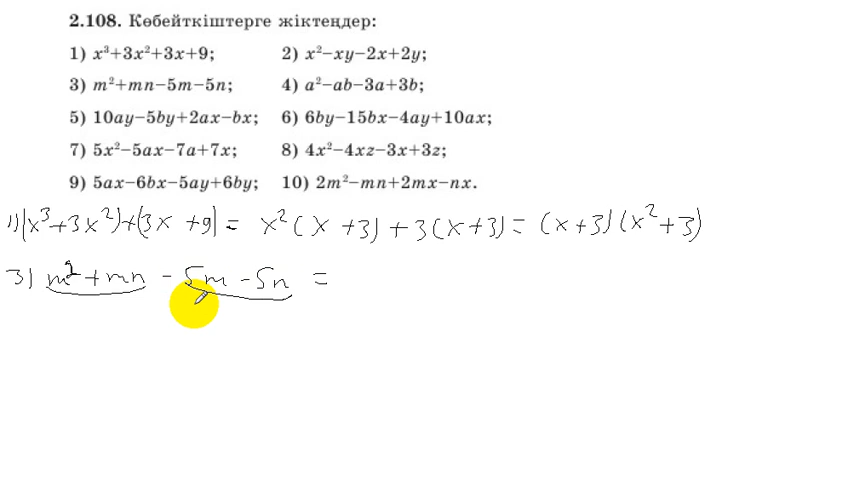 2.108. Көбейткіштерге жіктеңдер:
1) x³+3x²+3x+9; 2) x²–xy–2x+2y;
3) m²+mn–5m–5n; 4) a²–ab–3a+3b;
5) 10ay–5by+2ax–bx; 6) 6by–15bx–4ay+10ax;
7) 5x²–5ax–7a+7x; 8) 4x²–4xz–3x+3z;
9) 5ax–6bx–5ay+6by; 10) 2m²–mn+2mx–nx.
1) (x³+3x²)+(3x+9) = x²(x+3)+3(x+3) = (x+3)(x²+3)
3) m²+mn – 5m – 5n =